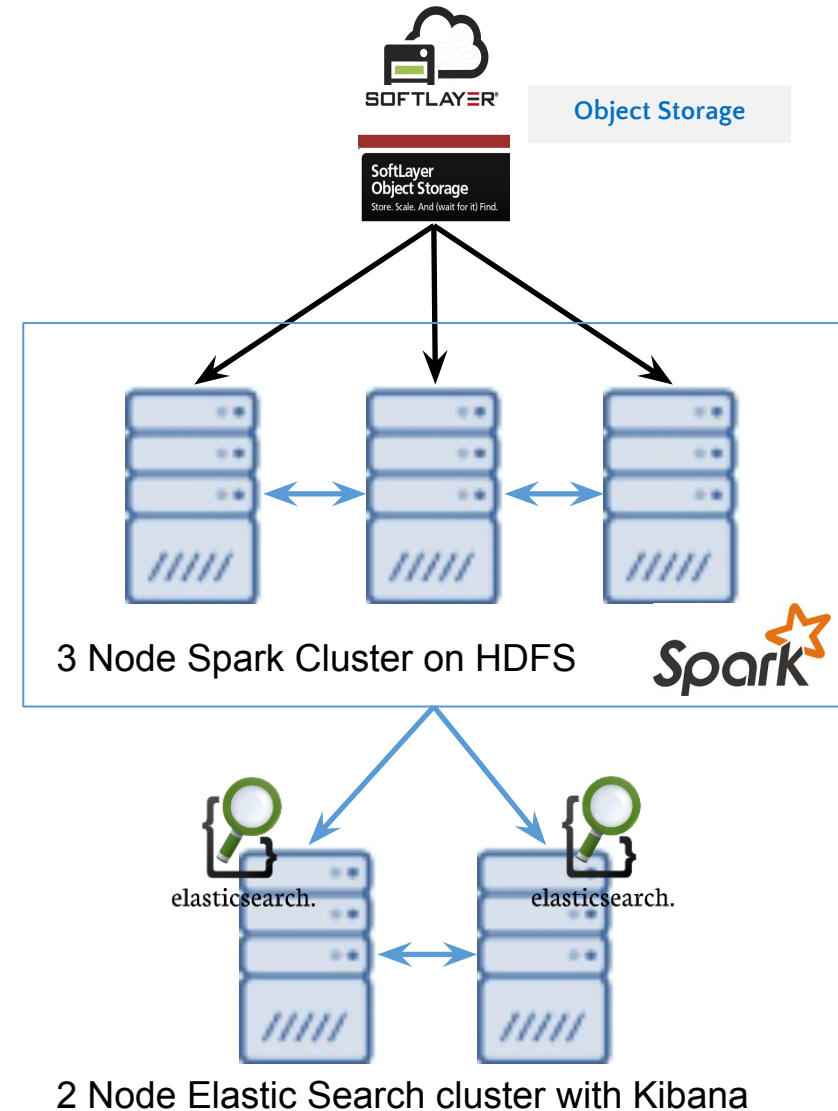 SOFTLAYER®
Object Storage
SoftLayer
Object Storage
Store. Scale. And (wait for it) Find.
3 Node Spark Cluster on HDFS
Spark
elasticsearch.
elasticsearch.
2 Node Elastic Search cluster with Kibana